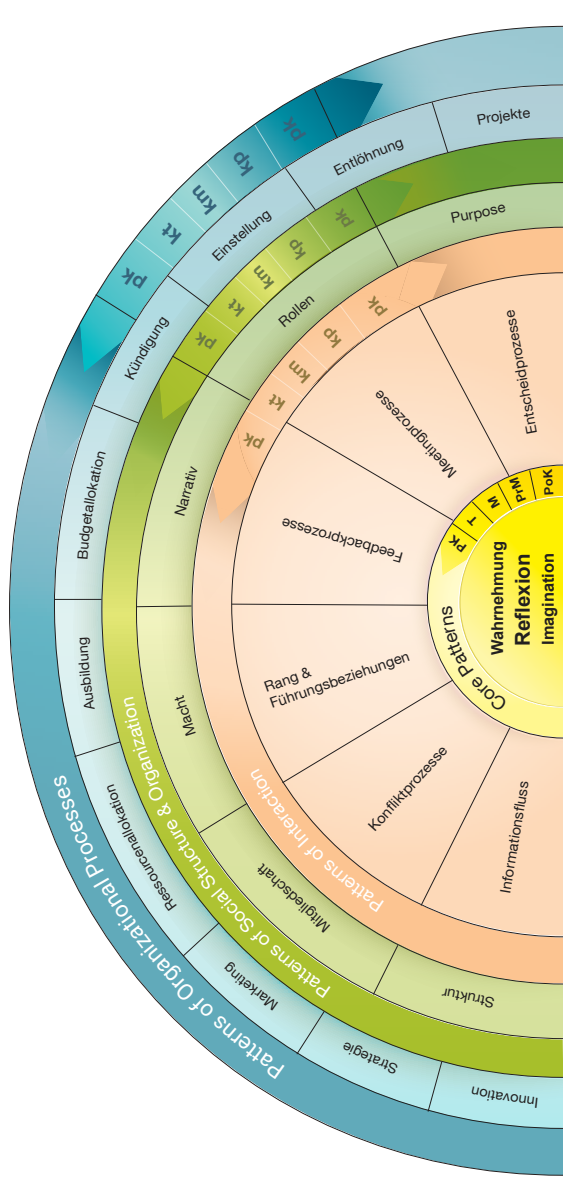 Patterns of Organizational Processes
pk
kt
km
kp
pk
Projekte
Entlöhnung
Einstellung
Kündigung
Budgetallokation
Ausbildung
Ressourcenallokation
Marketing
Strategie
Innovation
Patterns of Social Structure & Organization
pk
kt
km
kp
pk
Purpose
Rollen
Narrativ
Macht
Mitgliedschaft
Struktur
Patterns of Interaction
pk
kt
km
kp
pk
Entscheidprozesse
Meetingprozesse
Feedbackprozesse
Rang &
Führungsbeziehungen
Konfliktprozesse
Informationsfluss
Core Patterns
PK
T
M
PrM
PoK
Wahrnehmung
Reflexion
Imagination